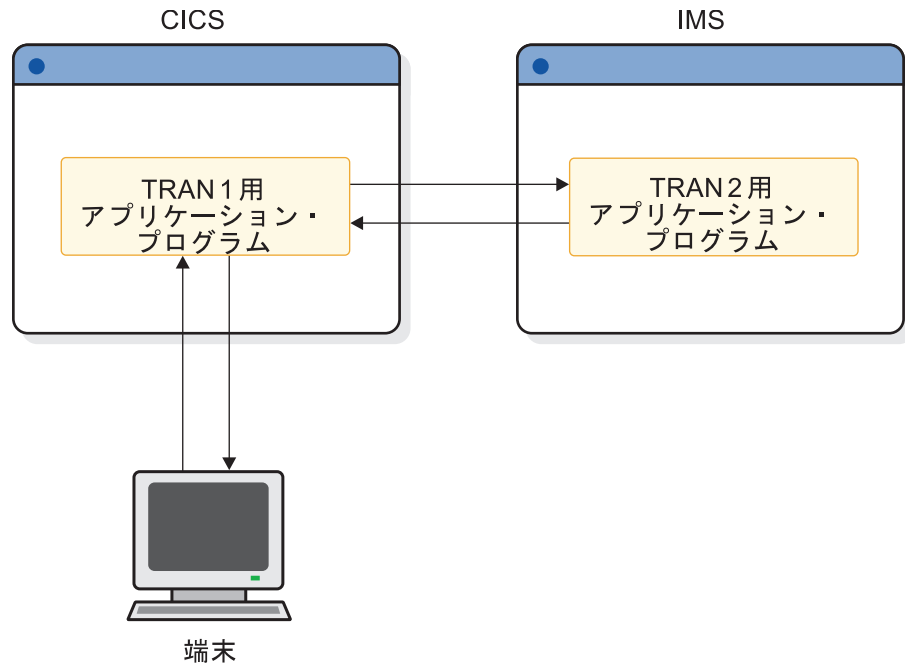 CICS
IMS
TRAN 1 用
アプリケーション・
プログラム
TRAN 2 用
アプリケーション・
プログラム
端末